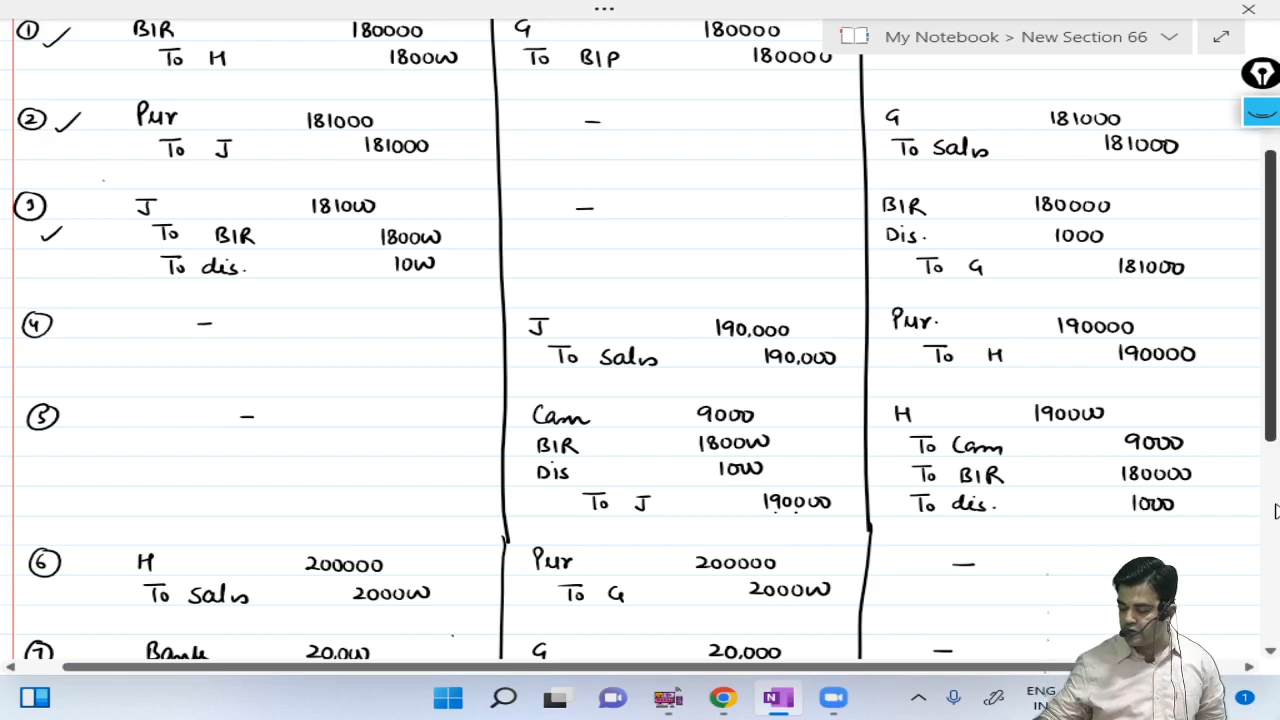 My Notebook > New Section 66
① BIR 180000 G 180000
To H 180000 To BIP 180000
② Pur 181000 – G 181000
To J 181000 To Sales 181000
③ J 181000 – BIR 180000
To BIR 180000 Dis. 1000
To dis. 1000 To G 181000
④ – J 190,000 Pur. 190000
To Sales 190,000 To H 190000
⑤ – Cash 9000 H 190000
BIR 180000 To Cash 9000
Dis 1000 To BIR 180000
To J 190000 To dis. 1000
⑥ H 200000 Pur 200000 –
To Sales 200000 To G 200000
⑦ Bank 20,000 G 20,000 –
ENG
IN
1